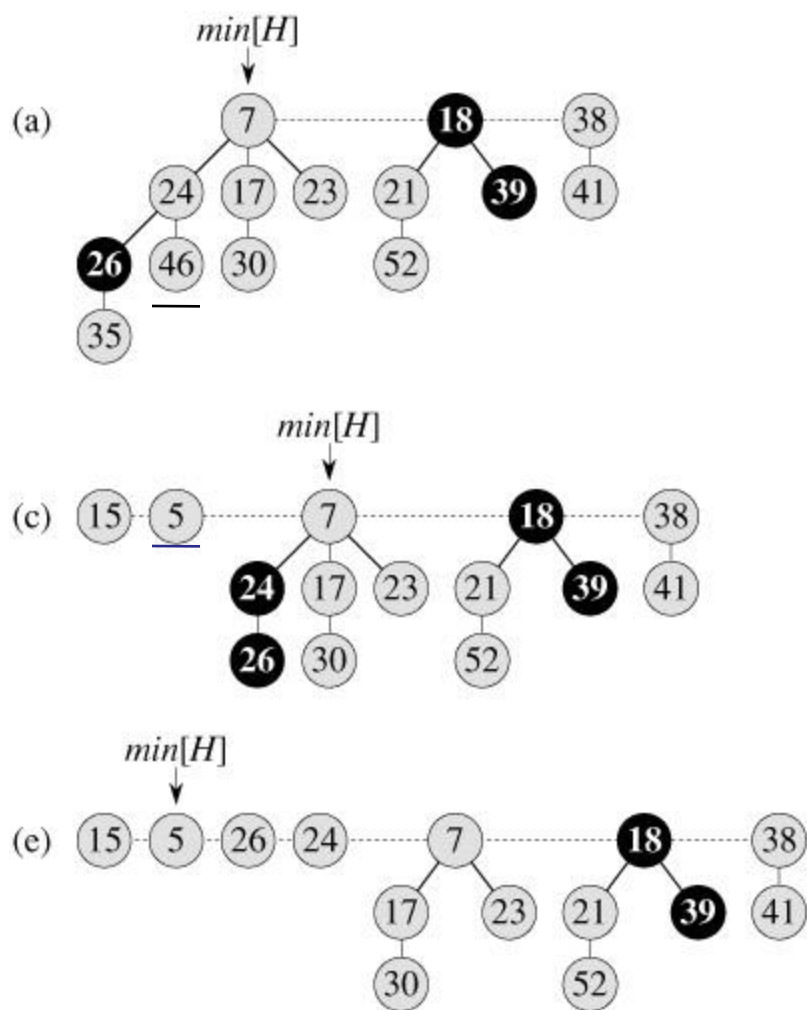 min[H]
(a) 7 18 38
24 17 23 21 39 41
26 46 30 52
35
min[H]
(c) 15 5 7 18 38
24 17 23 21 39 41
26 30 52
min[H]
(e) 15 5 26 24 7 18 38
17 23 21 39 41
30 52